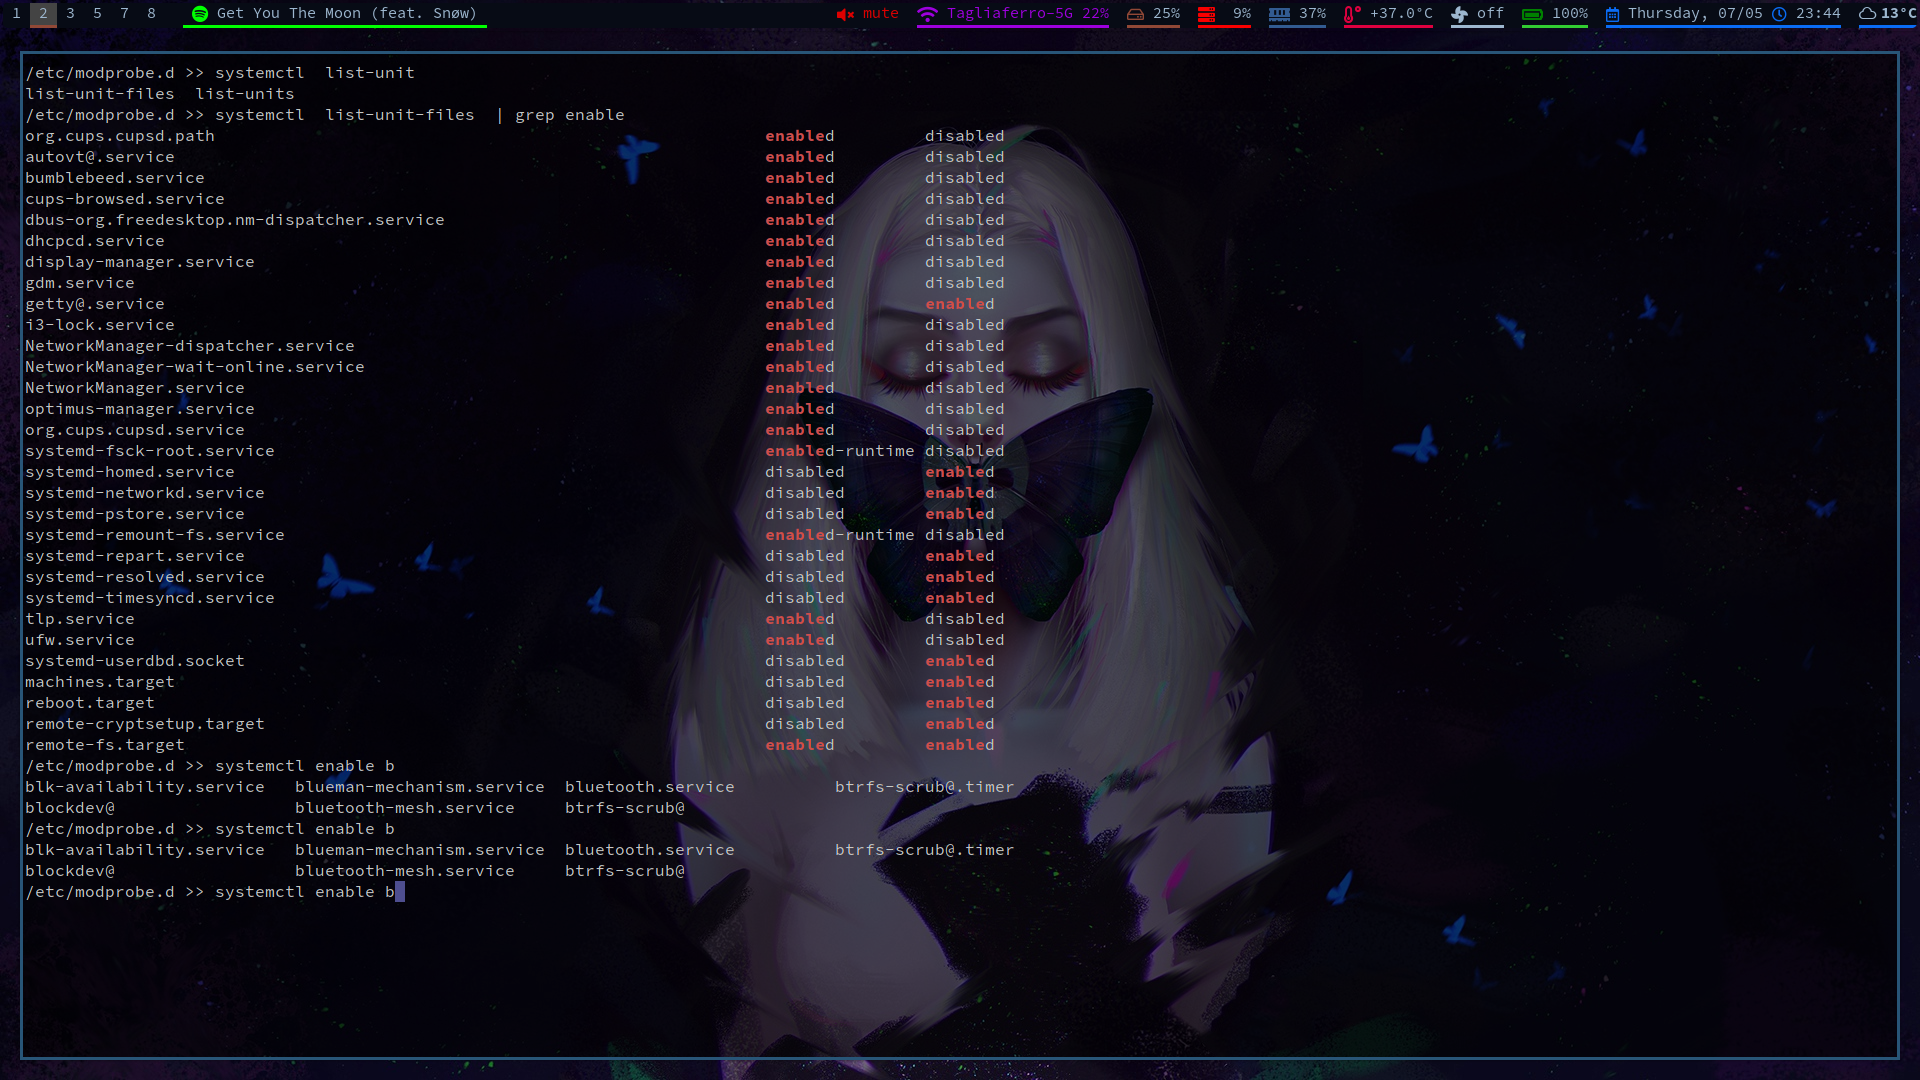 1 2 3 5 7 8 Get You The Moon (feat. Snøw) mute Tagliaferro-5G 22% 25% 9% 37% +37.0°C off 100% Thursday, 07/05 23:44 13°C
/etc/modprobe.d >> systemctl  list-unit
list-unit-files  list-units
/etc/modprobe.d >> systemctl  list-unit-files  | grep enable
org.cups.cupsd.path enabled disabled
autovt@.service enabled disabled
bumblebeed.service enabled disabled
cups-browsed.service enabled disabled
dbus-org.freedesktop.nm-dispatcher.service enabled disabled
dhcpcd.service enabled disabled
display-manager.service enabled disabled
gdm.service enabled disabled
getty@.service enabled enabled
i3-lock.service enabled disabled
NetworkManager-dispatcher.service enabled disabled
NetworkManager-wait-online.service enabled disabled
NetworkManager.service enabled disabled
optimus-manager.service enabled disabled
org.cups.cupsd.service enabled disabled
systemd-fsck-root.service enabled-runtime disabled
systemd-homed.service disabled enabled
systemd-networkd.service disabled enabled
systemd-pstore.service disabled enabled
systemd-remount-fs.service enabled-runtime disabled
systemd-repart.service disabled enabled
systemd-resolved.service disabled enabled
systemd-timesyncd.service disabled enabled
tlp.service enabled disabled
ufw.service enabled disabled
systemd-userdbd.socket disabled enabled
machines.target disabled enabled
reboot.target disabled enabled
remote-cryptsetup.target disabled enabled
remote-fs.target enabled enabled
/etc/modprobe.d >> systemctl enable b
blk-availability.service blueman-mechanism.service bluetooth.service btrfs-scrub@.timer
blockdev@ bluetooth-mesh.service btrfs-scrub@
/etc/modprobe.d >> systemctl enable b
blk-availability.service blueman-mechanism.service bluetooth.service btrfs-scrub@.timer
blockdev@ bluetooth-mesh.service btrfs-scrub@
/etc/modprobe.d >> systemctl enable b